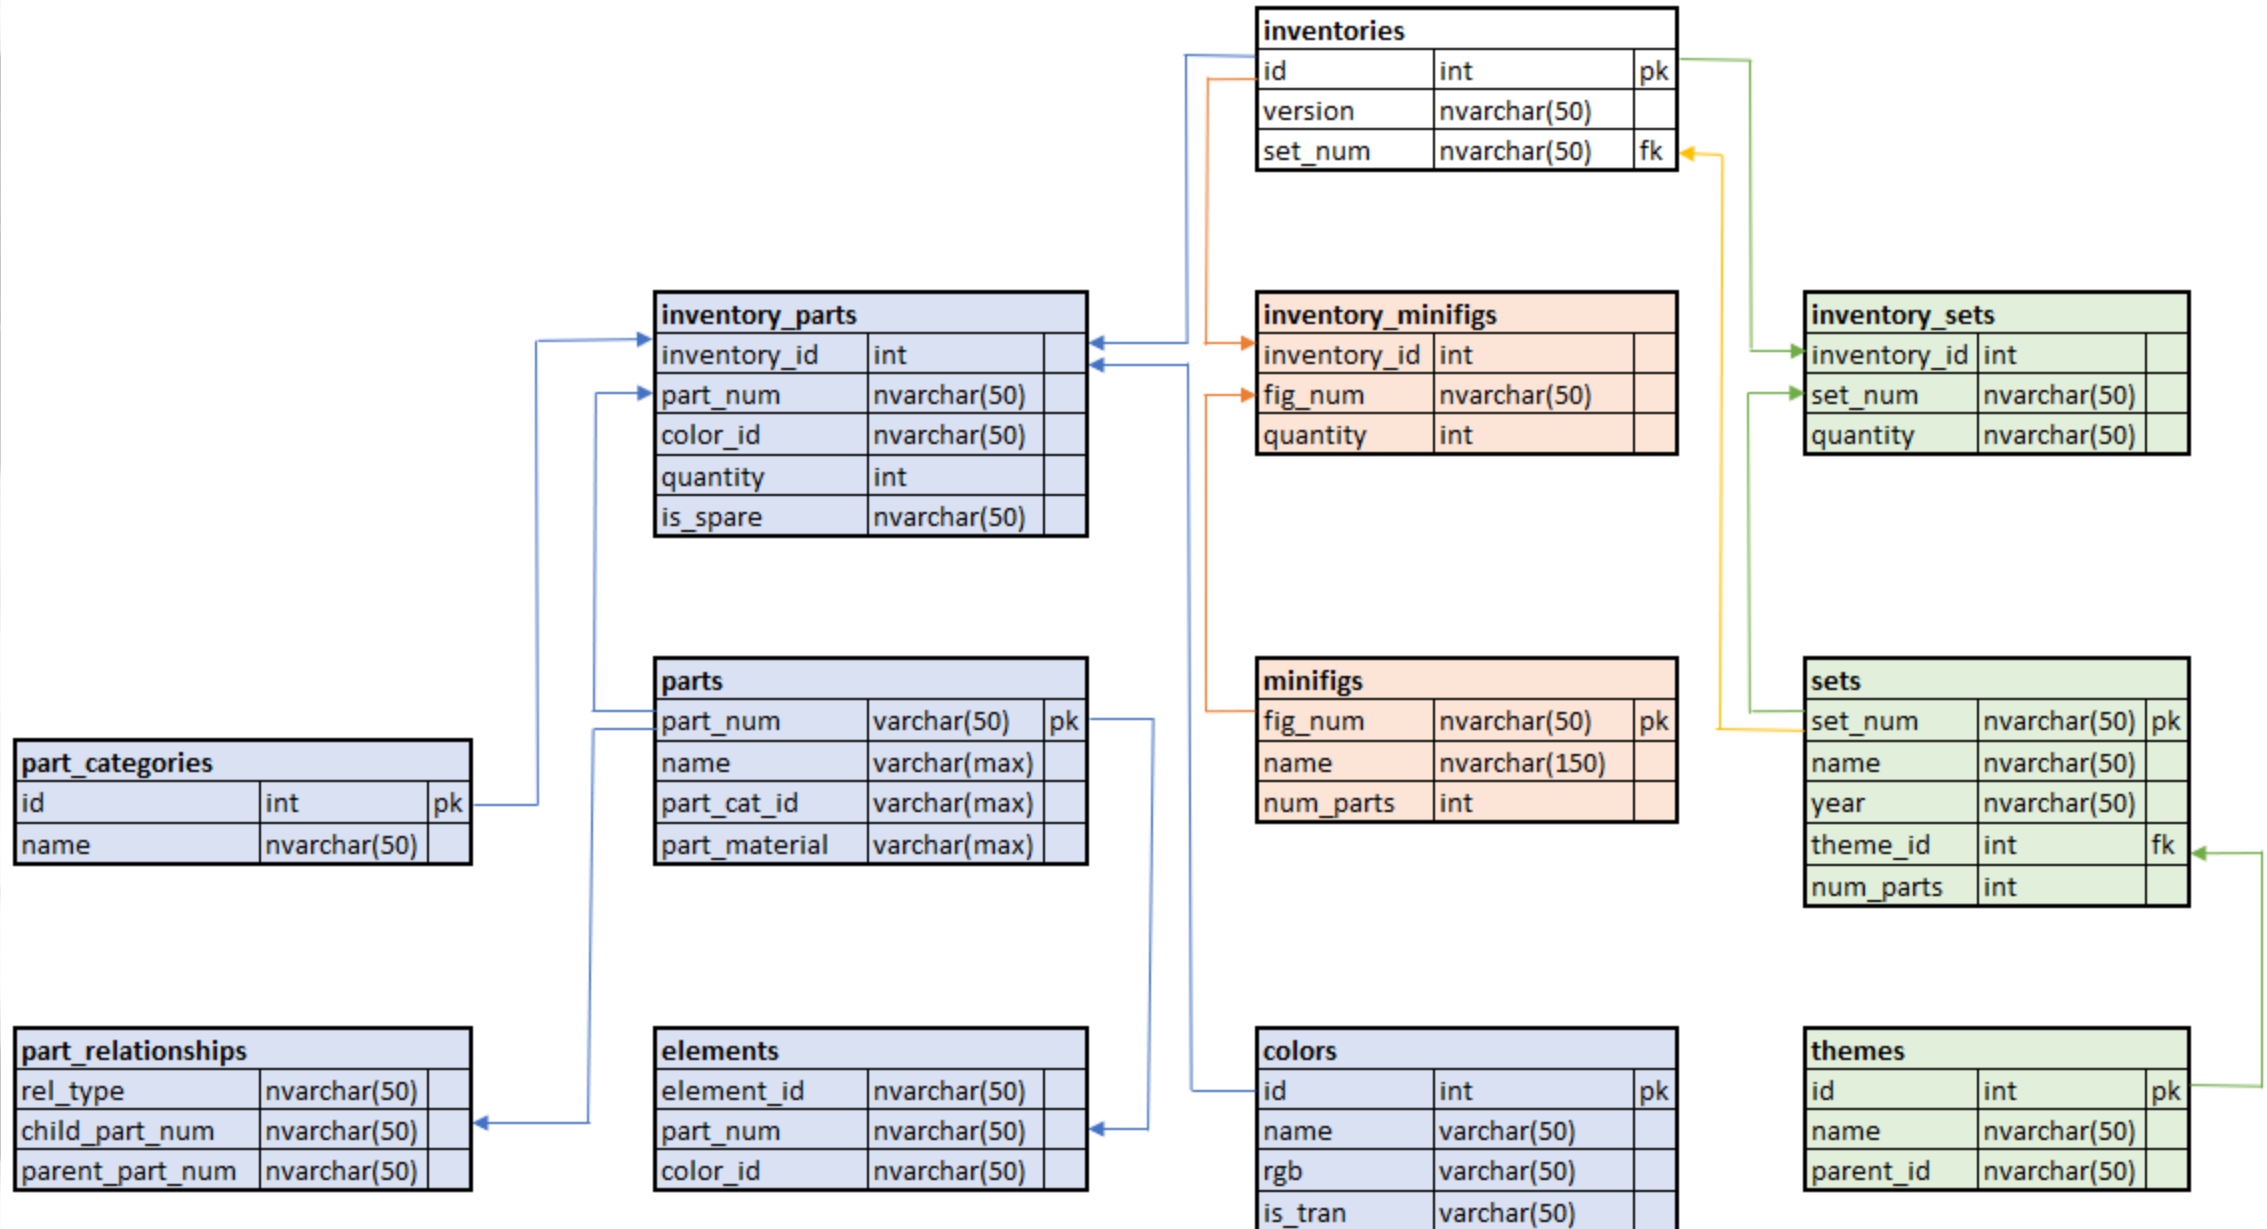 inventories
id int pk
version nvarchar(50)
set_num nvarchar(50) fk
inventory_parts
inventory_id int
part_num nvarchar(50)
color_id nvarchar(50)
quantity int
is_spare nvarchar(50)
inventory_minifigs
inventory_id int
fig_num nvarchar(50)
quantity int
inventory_sets
inventory_id int
set_num nvarchar(50)
quantity nvarchar(50)
part_categories
id int pk
name nvarchar(50)
parts
part_num varchar(50) pk
name varchar(max)
part_cat_id varchar(max)
part_material varchar(max)
minifigs
fig_num nvarchar(50) pk
name nvarchar(150)
num_parts int
sets
set_num nvarchar(50) pk
name nvarchar(50)
year nvarchar(50)
theme_id int fk
num_parts int
part_relationships
rel_type nvarchar(50)
child_part_num nvarchar(50)
parent_part_num nvarchar(50)
elements
element_id nvarchar(50)
part_num nvarchar(50)
color_id nvarchar(50)
colors
id int pk
name varchar(50)
rgb varchar(50)
is_tran varchar(50)
themes
id int pk
name nvarchar(50)
parent_id nvarchar(50)